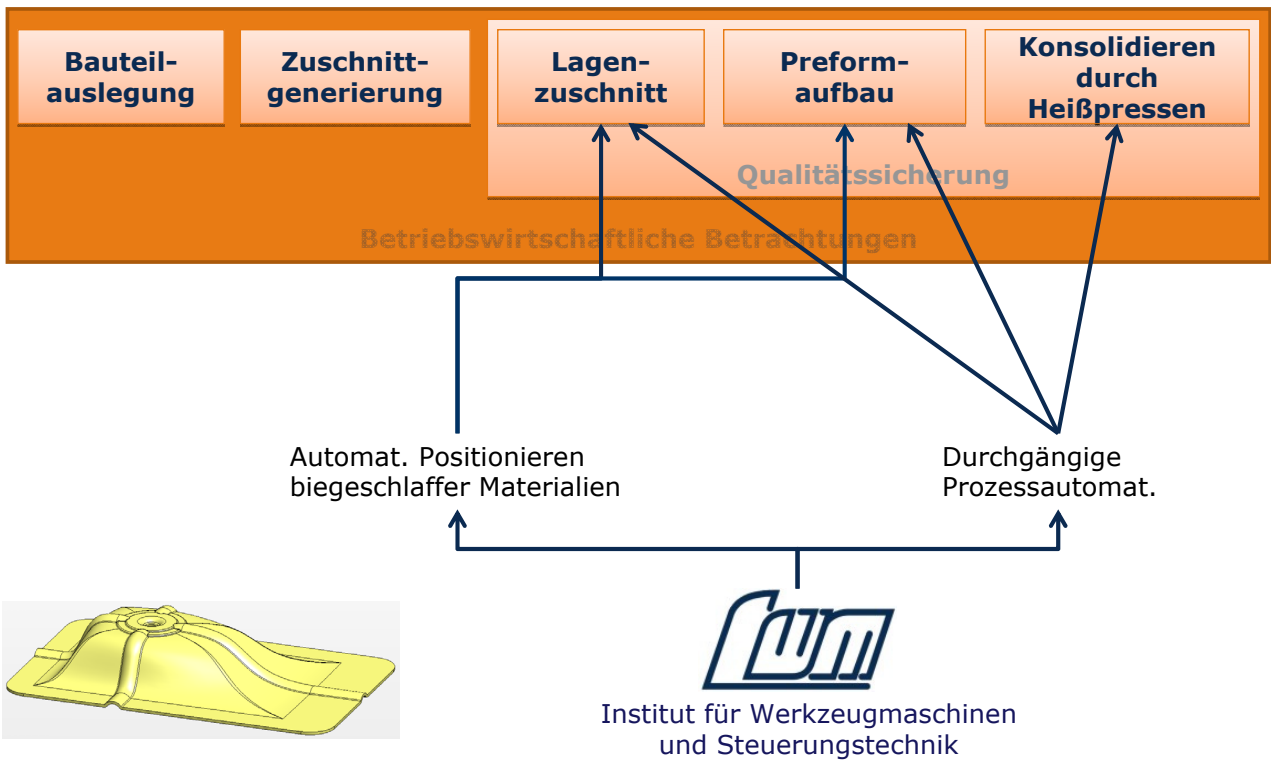 Bauteil-
auslegung
Zuschnitt-
generierung
Lagen-
zuschnitt
Preform-
aufbau
Konsolidieren
durch
Heißpressen
Qualitätssicherung
Betriebswirtschaftliche Betrachtungen
Automat. Positionieren
biegeschlaffer Materialien
Durchgängige
Prozessautomat.
Institut für Werkzeugmaschinen
und Steuerungstechnik